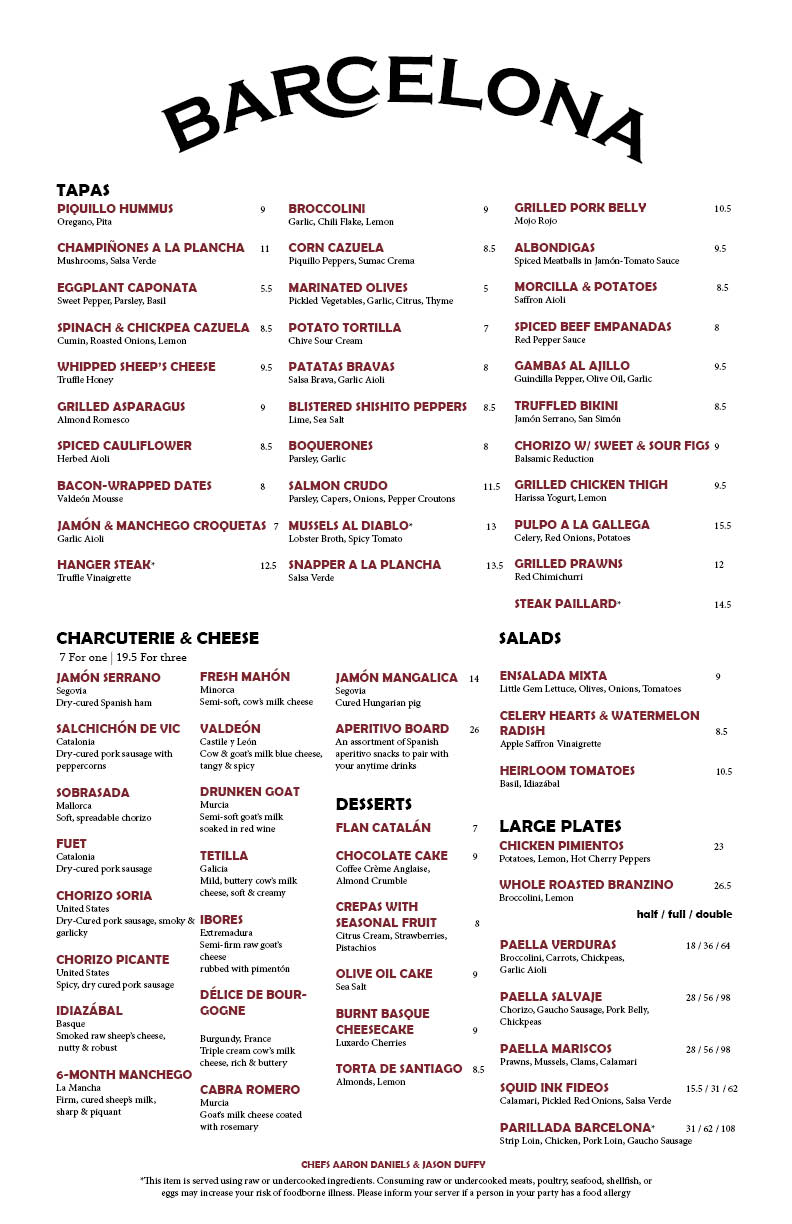 BARCELONA
TAPAS
PIQUILLO HUMMUS 9
Oregano, Pita
CHAMPIÑONES A LA PLANCHA 11
Mushrooms, Salsa Verde
EGGPLANT CAPONATA 5.5
Sweet Pepper, Parsley, Basil
SPINACH & CHICKPEA CAZUELA 8.5
Cumin, Roasted Onions, Lemon
WHIPPED SHEEP'S CHEESE 9.5
Truffle Honey
GRILLED ASPARAGUS 9
Almond Romesco
SPICED CAULIFLOWER 8.5
Herbed Aioli
BACON-WRAPPED DATES 8
Valdeón Mousse
JAMÓN & MANCHEGO CROQUETAS 7
Garlic Aioli
HANGER STEAK* 12.5
Truffle Vinaigrette
BROCCOLINI 9
Garlic, Chili Flake, Lemon
CORN CAZUELA 8.5
Piquillo Peppers, Sumac Crema
MARINATED OLIVES 5
Pickled Vegetables, Garlic, Citrus, Thyme
POTATO TORTILLA 7
Chive Sour Cream
PATATAS BRAVAS 8
Salsa Brava, Garlic Aioli
BLISTERED SHISHITO PEPPERS 8.5
Lime, Sea Salt
BOQUERONES 8
Parsley, Garlic
SALMON CRUDO 11.5
Parsley, Capers, Onions, Pepper Croutons
MUSSELS AL DIABLO* 13
Lobster Broth, Spicy Tomato
SNAPPER A LA PLANCHA 13.5
Salsa Verde
GRILLED PORK BELLY 10.5
Mojo Rojo
ALBONDIGAS 9.5
Spiced Meatballs in Jamón-Tomato Sauce
MORCILLA & POTATOES 8.5
Saffron Aioli
SPICED BEEF EMPANADAS 8
Red Pepper Sauce
GAMBAS AL AJILLO 9.5
Guindilla Pepper, Olive Oil, Garlic
TRUFFLED BIKINI 8.5
Jamón Serrano, San Simón
CHORIZO W/ SWEET & SOUR FIGS 9
Balsamic Reduction
GRILLED CHICKEN THIGH 9.5
Harissa Yogurt, Lemon
PULPO A LA GALLEGA 15.5
Celery, Red Onions, Potatoes
GRILLED PRAWNS 12
Red Chimichurri
STEAK PAILLARD* 14.5
CHARCUTERIE & CHEESE
7 For one | 19.5 For three
JAMÓN SERRANO
Segovia
Dry-cured Spanish ham
SALCHICHÓN DE VIC
Catalonia
Dry-cured pork sausage with
peppercorns
SOBRASADA
Mallorca
Soft, spreadable chorizo
FUET
Catalonia
Dry-cured pork sausage
CHORIZO SORIA
United States
Dry-Cured pork sausage, smoky &
garlicky
CHORIZO PICANTE
United States
Spicy, dry cured pork sausage
IDIAZÁBAL
Basque
Smoked raw sheep's cheese,
nutty & robust
6-MONTH MANCHEGO
La Mancha
Firm, cured sheep's milk,
sharp & piquant
FRESH MAHÓN
Minorca
Semi-soft, cow's milk cheese
VALDEÓN
Castile y León
Cow & goat's milk blue cheese,
tangy & spicy
DRUNKEN GOAT
Murcia
Semi-soft goat's milk
soaked in red wine
TETILLA
Galicia
Mild, buttery cow's milk
cheese, soft & creamy
IBORES
Extremadura
Semi-firm raw goat's
cheese
rubbed with pimentón
DÉLICE DE BOUR-
GOGNE
Burgundy, France
Triple cream cow's milk
cheese, rich & buttery
CABRA ROMERO
Murcia
Goat's milk cheese coated
with rosemary
JAMÓN MANGALICA 14
Segovia
Cured Hungarian pig
APERITIVO BOARD 26
An assortment of Spanish
aperitivo snacks to pair with
your anytime drinks
DESSERTS
FLAN CATALÁN 7
CHOCOLATE CAKE 9
Coffee Crème Anglaise,
Almond Crumble
CREPAS WITH
SEASONAL FRUIT 8
Citrus Cream, Strawberries,
Pistachios
OLIVE OIL CAKE 9
Sea Salt
BURNT BASQUE
CHEESECAKE 9
Luxardo Cherries
TORTA DE SANTIAGO 8.5
Almonds, Lemon
SALADS
ENSALADA MIXTA 9
Little Gem Lettuce, Olives, Onions, Tomatoes
CELERY HEARTS & WATERMELON
RADISH 8.5
Apple Saffron Vinaigrette
HEIRLOOM TOMATOES 10.5
Basil, Idiazábal
LARGE PLATES
CHICKEN PIMIENTOS 23
Potatoes, Lemon, Hot Cherry Peppers
WHOLE ROASTED BRANZINO 26.5
Broccolini, Lemon
half / full / double
PAELLA VERDURAS 18 / 36 / 64
Broccolini, Carrots, Chickpeas,
Garlic Aioli
PAELLA SALVAJE 28 / 56 / 98
Chorizo, Gaucho Sausage, Pork Belly,
Chickpeas
PAELLA MARISCOS 28 / 56 / 98
Prawns, Mussels, Clams, Calamari
SQUID INK FIDEOS 15.5 / 31 / 62
Calamari, Pickled Red Onions, Salsa Verde
PARILLADA BARCELONA* 31 / 62 / 108
Strip Loin, Chicken, Pork Loin, Gaucho Sausage
CHEFS AARON DANIELS & JASON DUFFY
*This item is served using raw or undercooked ingredients. Consuming raw or undercooked meats, poultry, seafood, shellfish, or
eggs may increase your risk of foodborne illness. Please inform your server if a person in your party has a food allergy